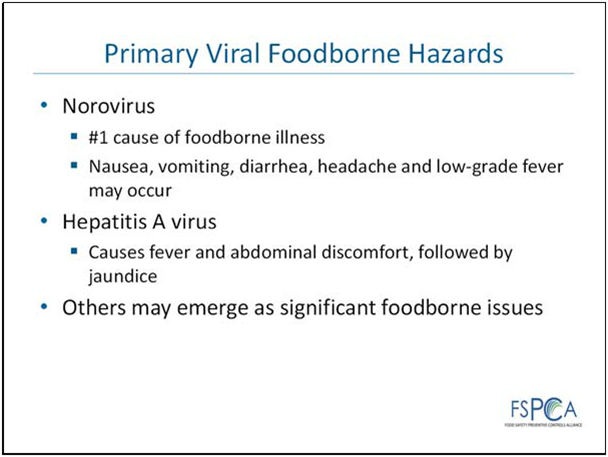 Primary Viral Foodborne Hazards
• Norovirus
▪ #1 cause of foodborne illness
▪ Nausea, vomiting, diarrhea, headache and low-grade fever
may occur
• Hepatitis A virus
▪ Causes fever and abdominal discomfort, followed by
jaundice
• Others may emerge as significant foodborne issues
FSPCA
FOOD SAFETY PREVENTIVE CONTROLS ALLIANCE